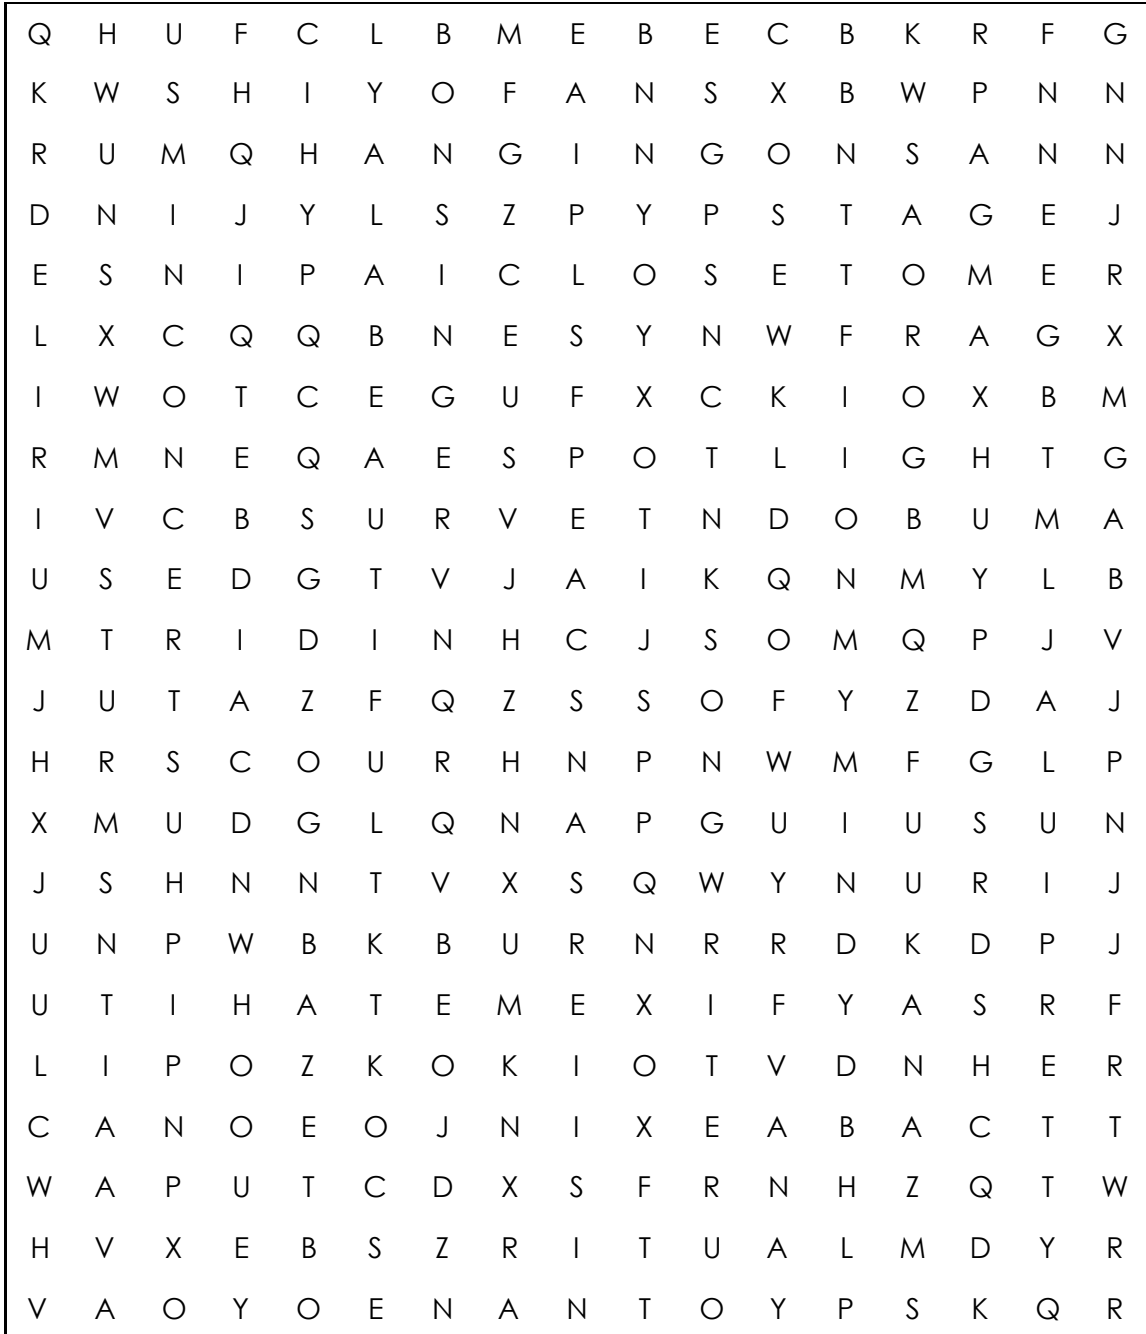 Q H U F C L B M E B E C B K R F G
K W S H I Y O F A N S X B W P N N
R U M Q H A N G I N G O N S A N N
D N I J Y L S Z P Y P S T A G E J
E S N I P A I C L O S E T O M E R
L X C Q Q B N E S Y N W F R A G X
I W O T C E G U F X C K I O X B M
R M N E Q A E S P O T L I G H T G
I V C B S U R V E T N D O B U M A
U S E D G T V J A I K Q N M Y L B
M T R I D I N H C J S O M Q P J V
J U T A Z F Q Z S S O F Y Z D A J
H R S C O U R H N P N W M F G L P
X M U D G L Q N A P G U I U S U N
J S H N N T V X S Q W Y N U R I J
U N P W B K B U R N R R D K D P J
U T I H A T E M E X I F Y A S R F
L I P O Z K O K I O T V D N H E R
C A N O E O J N I X E A B A C T T
W A P U T C D X S F R N H Z Q T W
H V X E B S Z R I T U A L M D Y R
V A O Y O E N A N T O Y P S K Q R